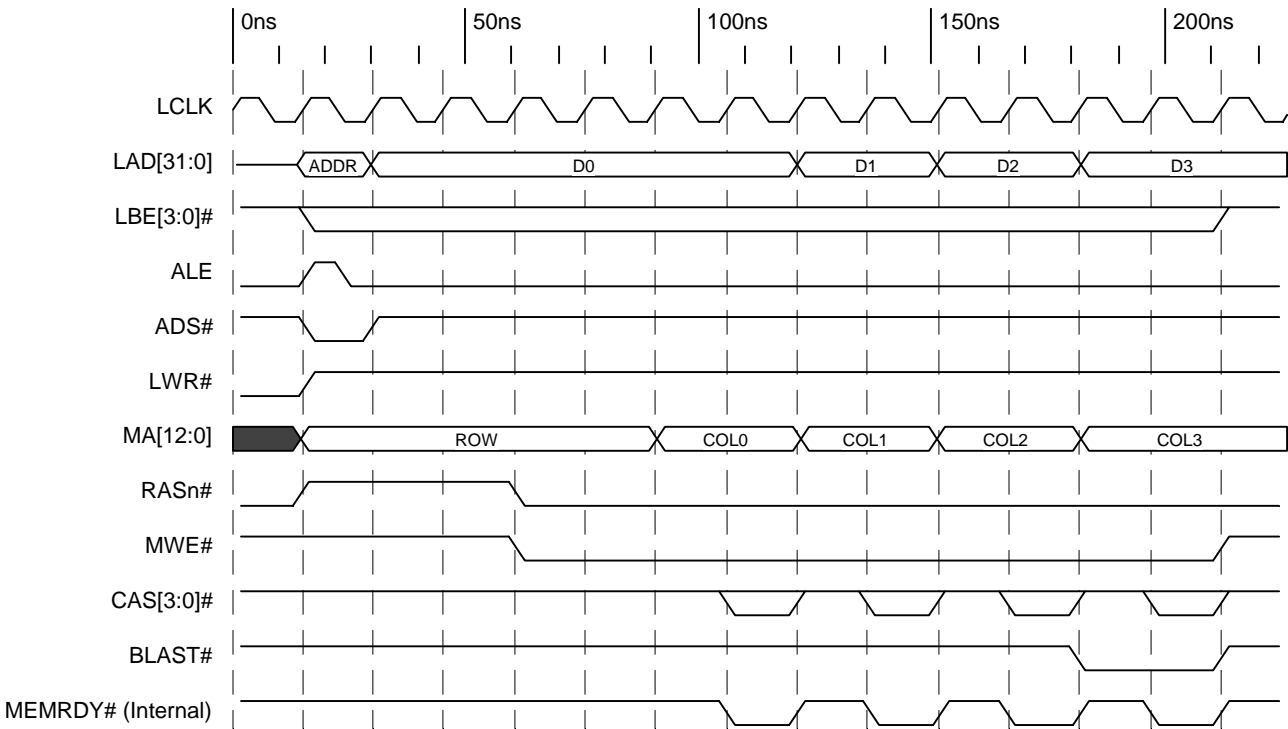 0ns 50ns 100ns 150ns 200ns
LCLK
LAD[31:0] ADDR D0 D1 D2 D3
LBE[3:0]#
ALE
ADS#
LWR#
MA[12:0] ROW COL0 COL1 COL2 COL3
RASn#
MWE#
CAS[3:0]#
BLAST#
MEMRDY# (Internal)